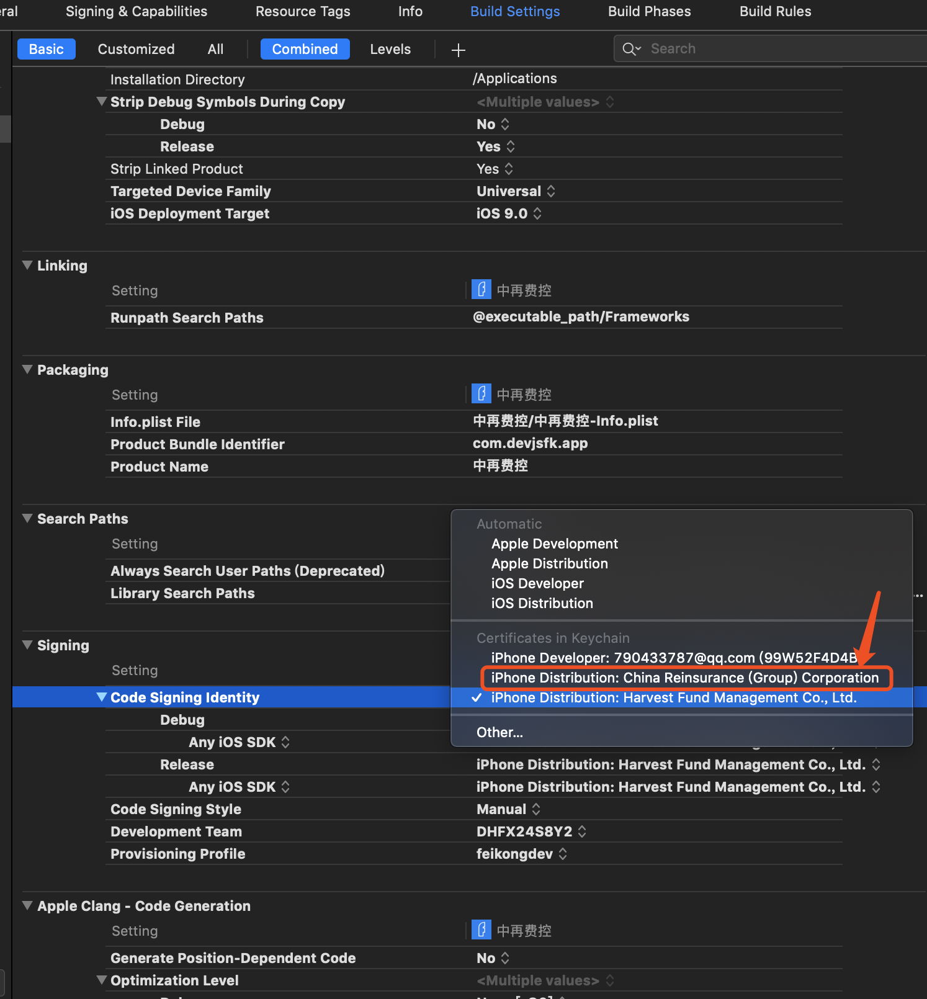 Signing & Capabilities Resource Tags Info Build Settings Build Phases Build Rules
Basic Customized All Combined Levels + Search
Installation Directory /Applications
Strip Debug Symbols During Copy <Multiple values>
Debug No
Release Yes
Strip Linked Product Yes
Targeted Device Family Universal
iOS Deployment Target iOS 9.0
Linking
Setting 中再费控
Runpath Search Paths @executable_path/Frameworks
Packaging
Setting 中再费控
Info.plist File 中再费控/中再费控-Info.plist
Product Bundle Identifier com.devjsfk.app
Product Name 中再费控
Search Paths
Setting
Always Search User Paths (Deprecated)
Library Search Paths
Automatic
Apple Development
Apple Distribution
iOS Developer
iOS Distribution
Certificates in Keychain
iPhone Developer: 790433787@qq.com (99W52F4D4B
iPhone Distribution: China Reinsurance (Group) Corporation
✓ iPhone Distribution: Harvest Fund Management Co., Ltd.
Other...
Signing
Setting
Code Signing Identity
Debug
Any iOS SDK
Release iPhone Distribution: Harvest Fund Management Co., Ltd.
Any iOS SDK iPhone Distribution: Harvest Fund Management Co., Ltd.
Code Signing Style Manual
Development Team DHFX24S8Y2
Provisioning Profile feikongdev
Apple Clang - Code Generation
Setting 中再费控
Generate Position-Dependent Code No
Optimization Level <Multiple values>